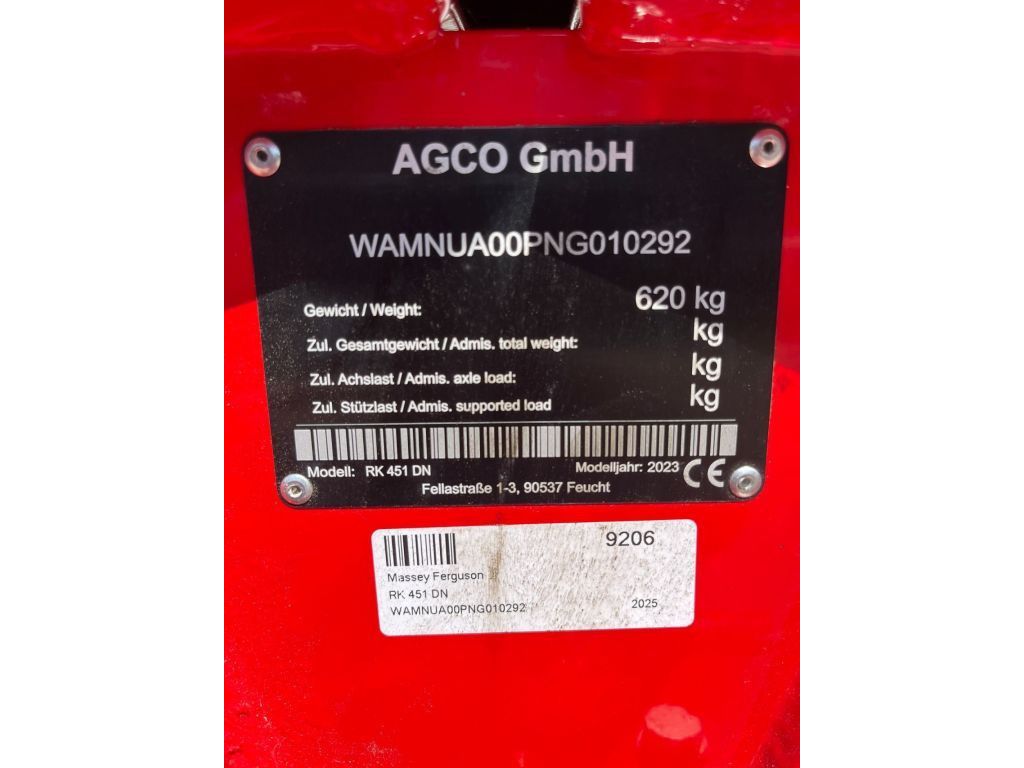 AGCO GmbH
WAMNUA00PNG010292
Gewicht / Weight: 620 kg
Zul. Gesamtgewicht / Admis. total weight: kg
Zul. Achslast / Admis. axle load: kg
Zul. Stützlast / Admis. supported load kg
Modell: RK 451 DN Modelljahr: 2023 CE
Fellastraße 1-3, 90537 Feucht
9206
Massey Ferguson
RK 451 DN
WAMNUA00PNG010292 2025